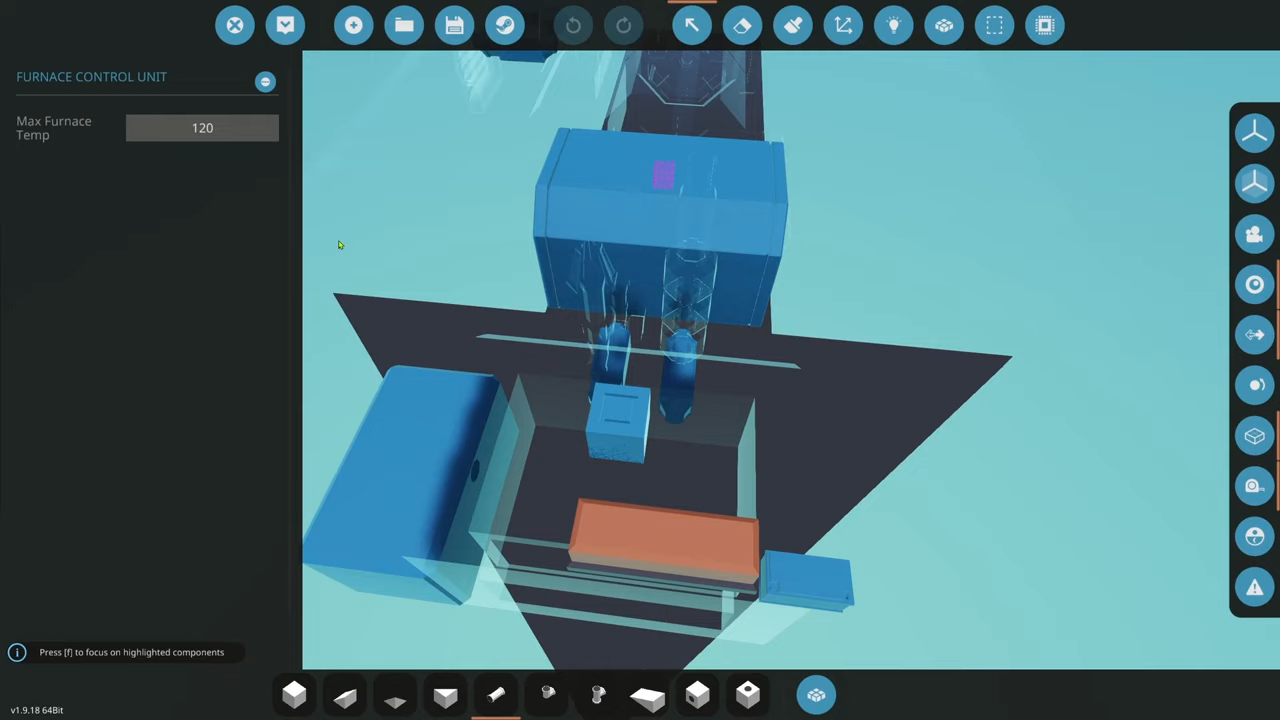 FURNACE CONTROL UNIT
Max Furnace
Temp
120
Press [f] to focus on highlighted components
v1.9.18 64Bit